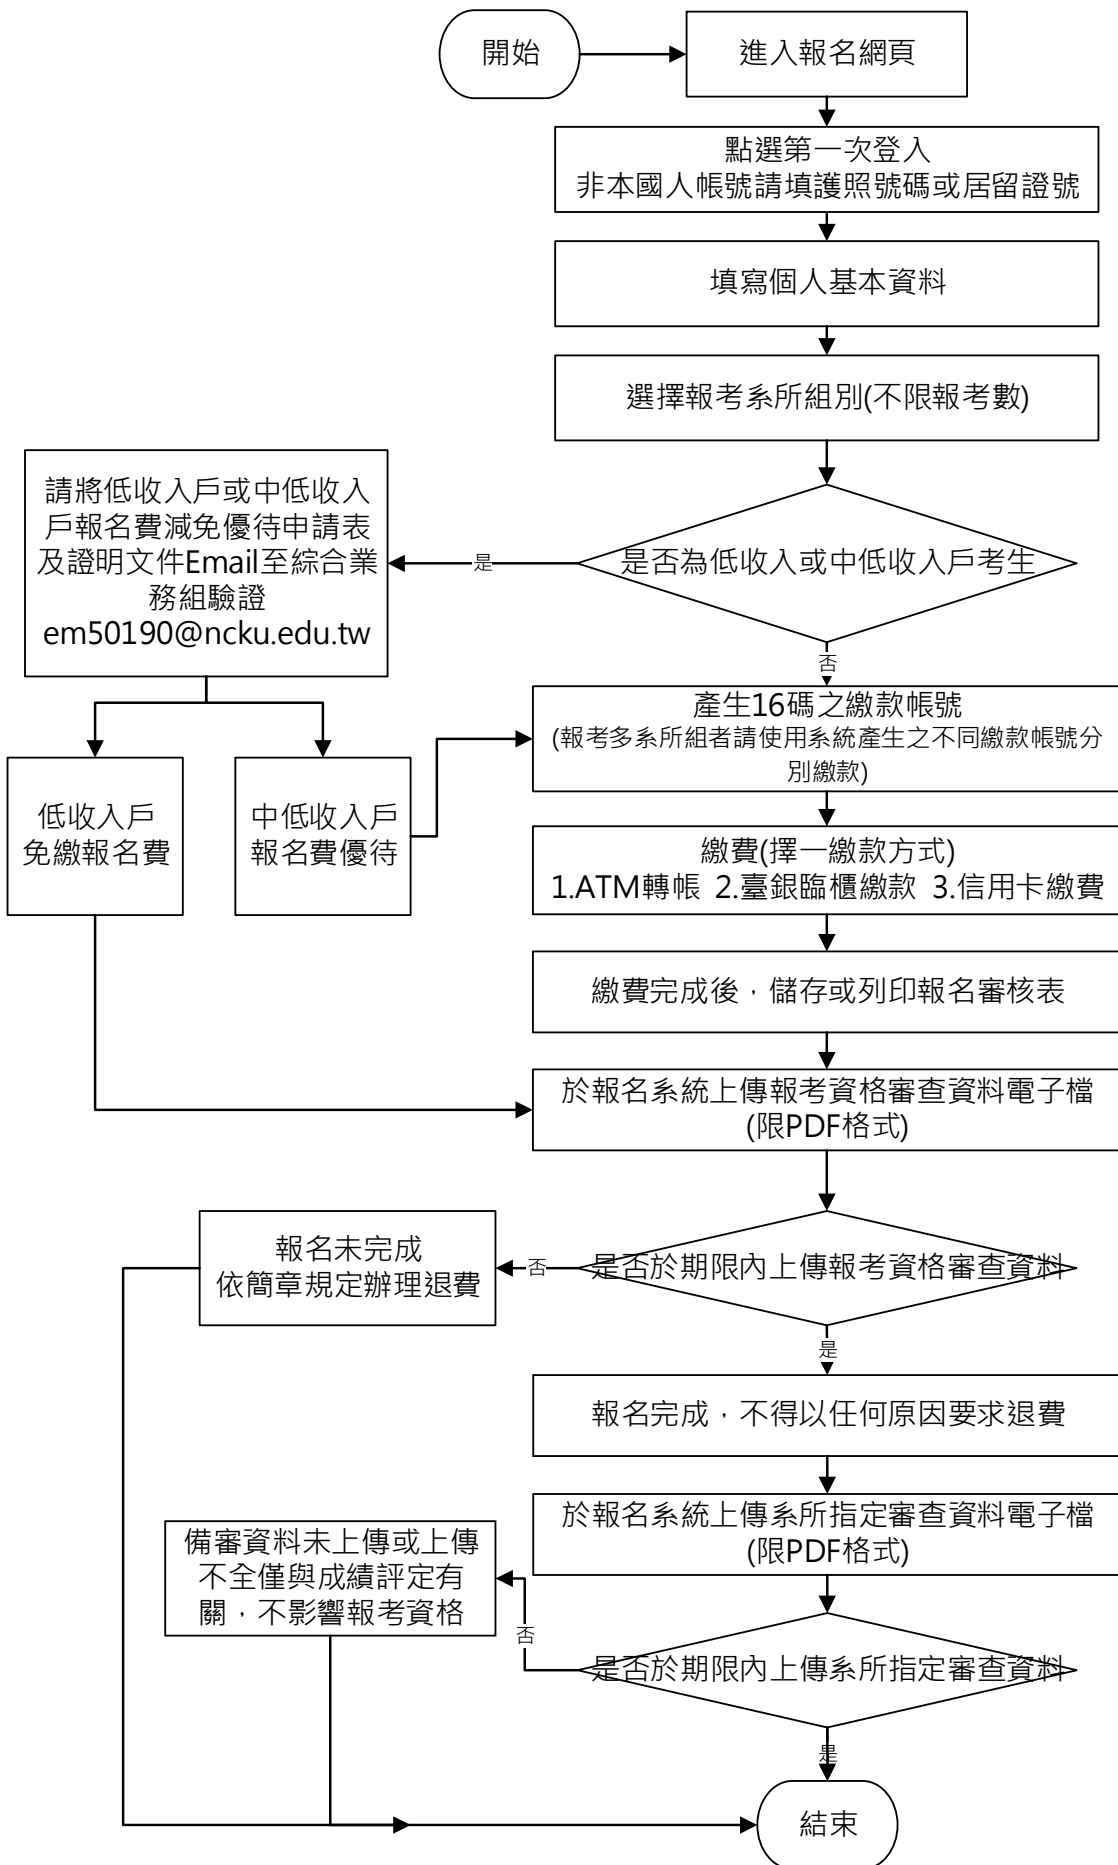 開始
進入報名網頁
點選第一次登入
非本國人帳號請填護照號碼或居留證號
填寫個人基本資料
選擇報考系所組別(不限報考數)
是否為低收入或中低收入戶考生
是
請將低收入戶或中低收入
戶報名費減免優待申請表
及證明文件Email至綜合業
務組驗證
em50190@ncku.edu.tw
否
產生16碼之繳款帳號
(報考多系所組者請使用系統產生之不同繳款帳號分
別繳款)
低收入戶
免繳報名費
中低收入戶
報名費優待
繳費(擇一繳款方式)
1.ATM轉帳 2.臺銀臨櫃繳款 3.信用卡繳費
繳費完成後，儲存或列印報名審核表
於報名系統上傳報考資格審查資料電子檔
(限PDF格式)
是否於期限內上傳報考資格審查資料
否
報名未完成
依簡章規定辦理退費
是
報名完成，不得以任何原因要求退費
於報名系統上傳系所指定審查資料電子檔
(限PDF格式)
備審資料未上傳或上傳
不全僅與成績評定有
關，不影響報考資格
否
是否於期限內上傳系所指定審查資料
是
結束